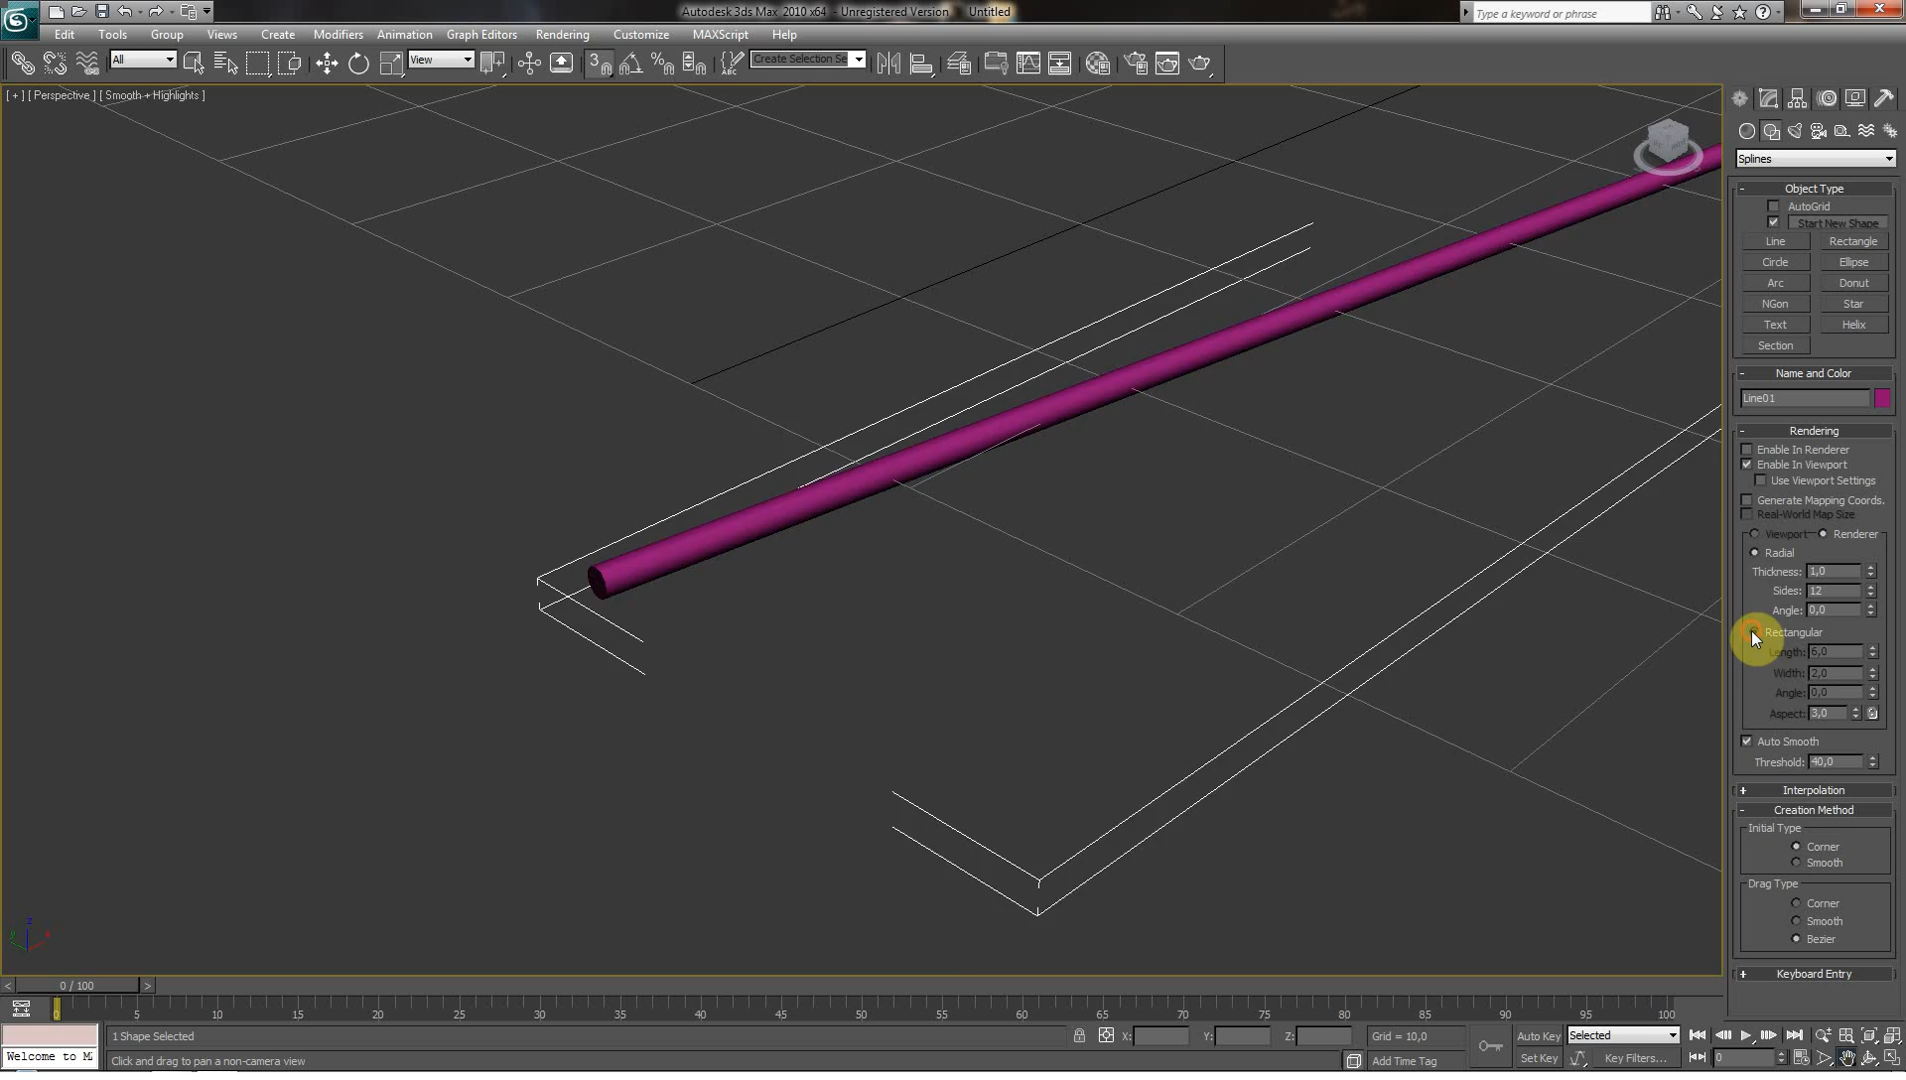 Autodesk 3ds Max 2010 x64 - Unregistered Version Untitled
Type a keyword or phrase
Edit Tools Group Views Create Modifiers Animation Graph Editors Rendering Customize MAXScript Help
All
View
3
Create Selection Se
[ + ] [ Perspective ] [ Smooth + Highlights ]
Splines
- Object Type
AutoGrid
Start New Shape
Line Rectangle
Circle Ellipse
Arc Donut
NGon Star
Text Helix
Section
- Name and Color
Line01
- Rendering
Enable In Renderer
Enable In Viewport
Use Viewport Settings
Generate Mapping Coords.
Real-World Map Size
Viewport Renderer
Radial
Thickness: 1,0
Sides: 12
Angle: 0,0
Rectangular
Length: 6,0
Width: 2,0
Angle: 0,0
Aspect: 3,0
Auto Smooth
Threshold: 40,0
+ Interpolation
- Creation Method
Initial Type
Corner
Smooth
Drag Type
Corner
Smooth
Bezier
+ Keyboard Entry
z
y x
< 0 / 100 >
0 5 10 15 20 25 30 35 40 45 50 55 60 65 70 75 80 85 90 95 100
1 Shape Selected
X: Y: Z: Grid = 10,0
Auto Key Selected
Welcome to MA
Click and drag to pan a non-camera view
Add Time Tag
Set Key Key Filters...
0